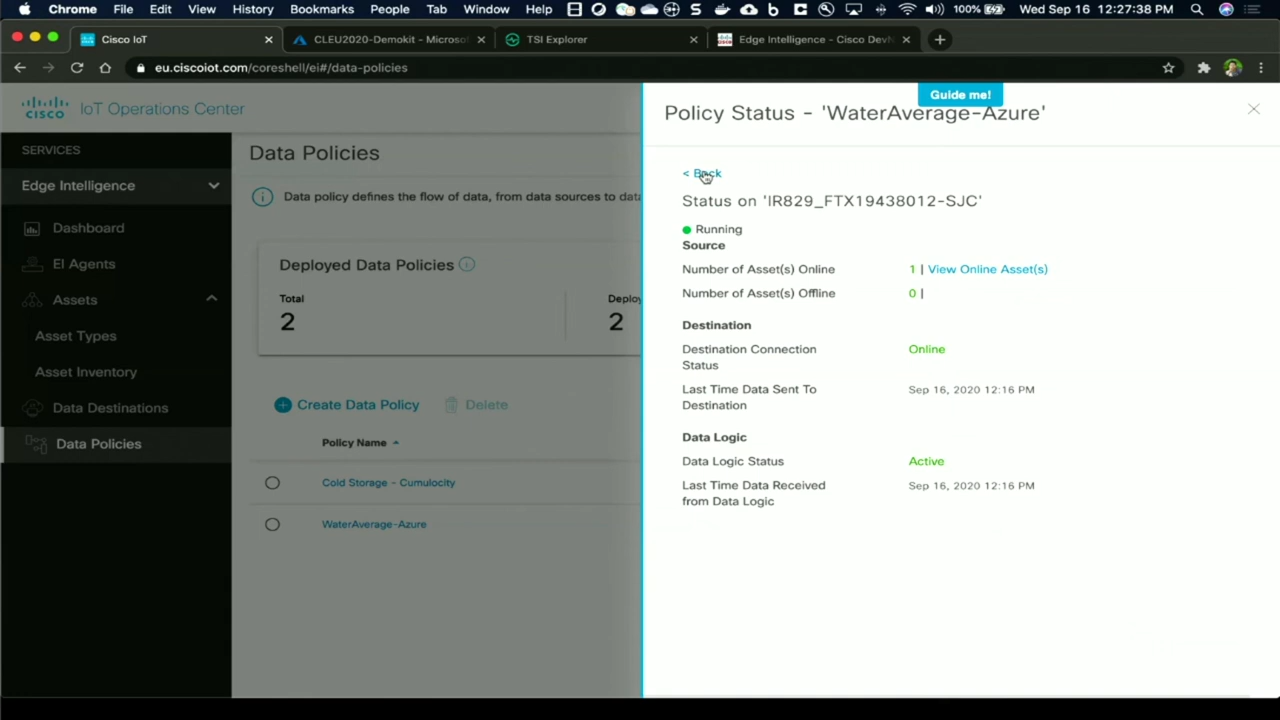 Chrome File Edit View History Bookmarks People Tab Window Help 100% Wed Sep 16 12:27:38 PM
Cisco IoT
CLEU2020-Demokit - Microsof
TSI Explorer
Edge Intelligence - Cisco DevN
eu.ciscoiot.com/coreshell/ei#/data-policies
cisco
IoT Operations Center
Guide me!
SERVICES
Edge Intelligence
Dashboard
EI Agents
Assets
Asset Types
Asset Inventory
Data Destinations
Data Policies
Data Policies
Data policy defines the flow of data, from data sources to data
Deployed Data Policies
Total
2
Deploy
2
Create Data Policy
Delete
Policy Name
Cold Storage - Cumulocity
WaterAverage-Azure
Policy Status - 'WaterAverage-Azure'
< Back
Status on 'IR829_FTX19438012-SJC'
Running
Source
Number of Asset(s) Online 1 | View Online Asset(s)
Number of Asset(s) Offline 0 |
Destination
Destination Connection
Status
Online
Last Time Data Sent To
Destination
Sep 16, 2020 12:16 PM
Data Logic
Data Logic Status Active
Last Time Data Received
from Data Logic
Sep 16, 2020 12:16 PM